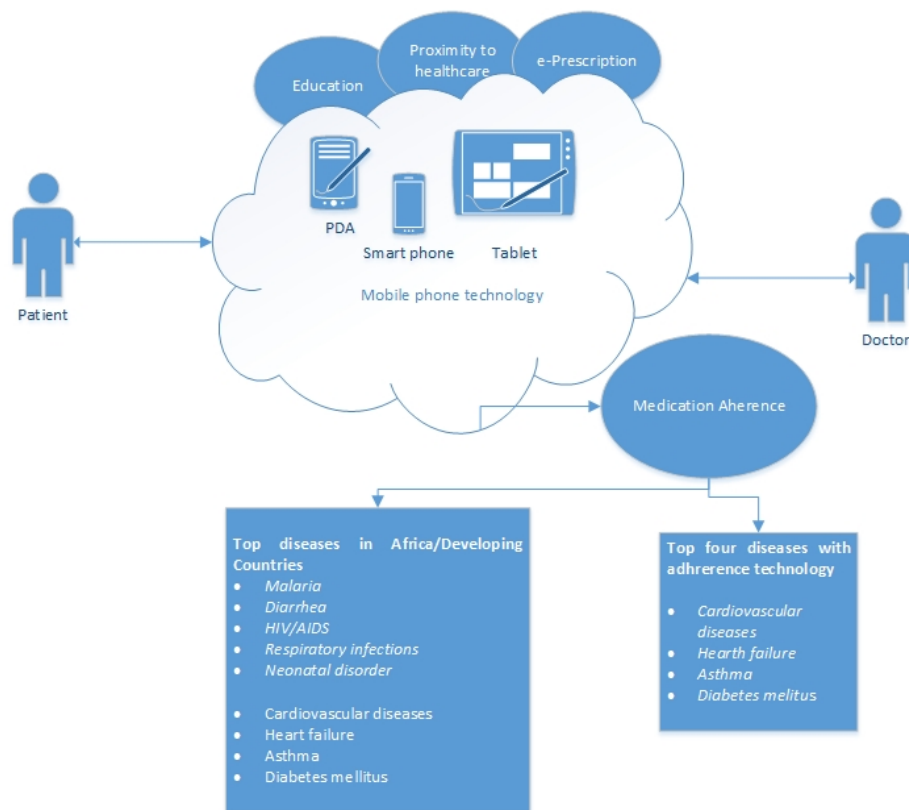 Proximity to
healthcare
e-Prescription
Education
PDA
Smart phone
Tablet
Mobile phone technology
Patient
Doctor
Medication Aherence
Top diseases in Africa/Developing
Countries
● Malaria
● Diarrhea
● HIV/AIDS
● Respiratory infections
● Neonatal disorder
● Cardiovascular diseases
● Heart failure
● Asthma
● Diabetes mellitus
Top four diseases with
adhrerence technology
● Cardiovascular
diseases
● Hearth failure
● Asthma
● Diabetes melitus